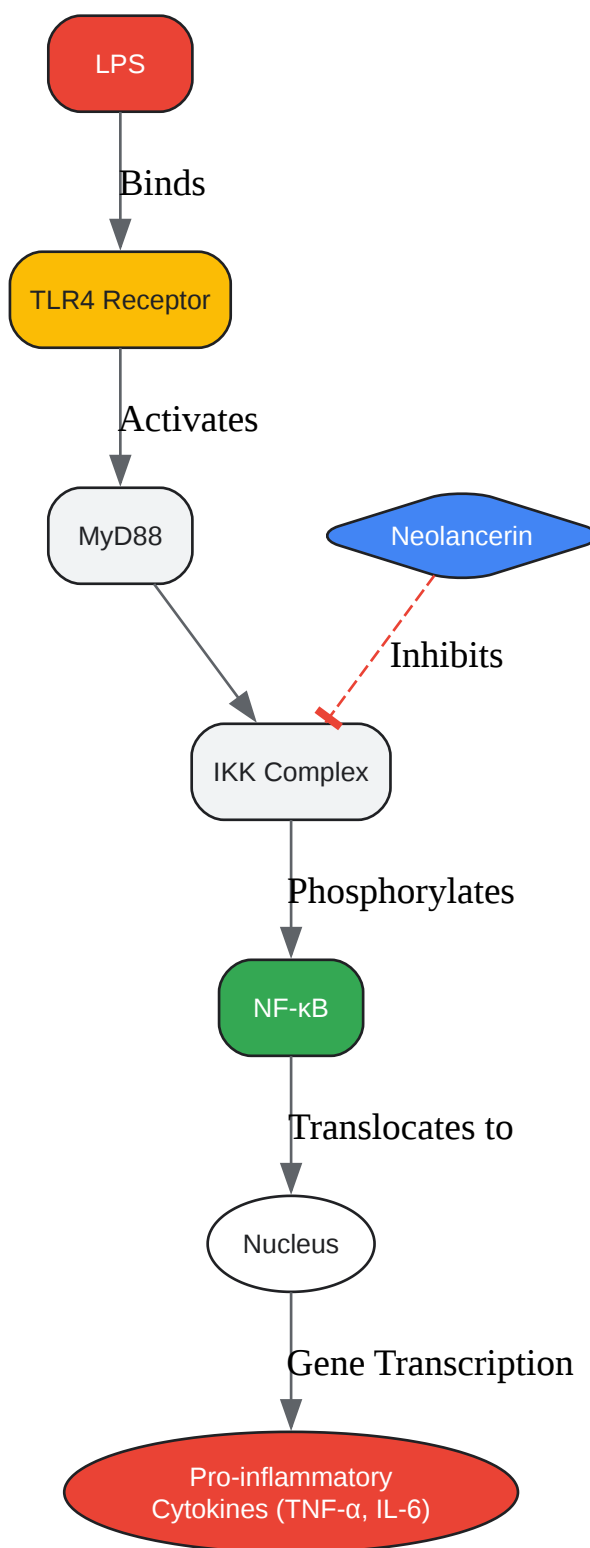 LPS
Binds
TLR4 Receptor
Activates
MyD88
Neolancerin
Inhibits
IKK Complex
Phosphorylates
NF-κB
Translocates to
Nucleus
Gene Transcription
Pro-inflammatory
Cytokines (TNF-α, IL-6)